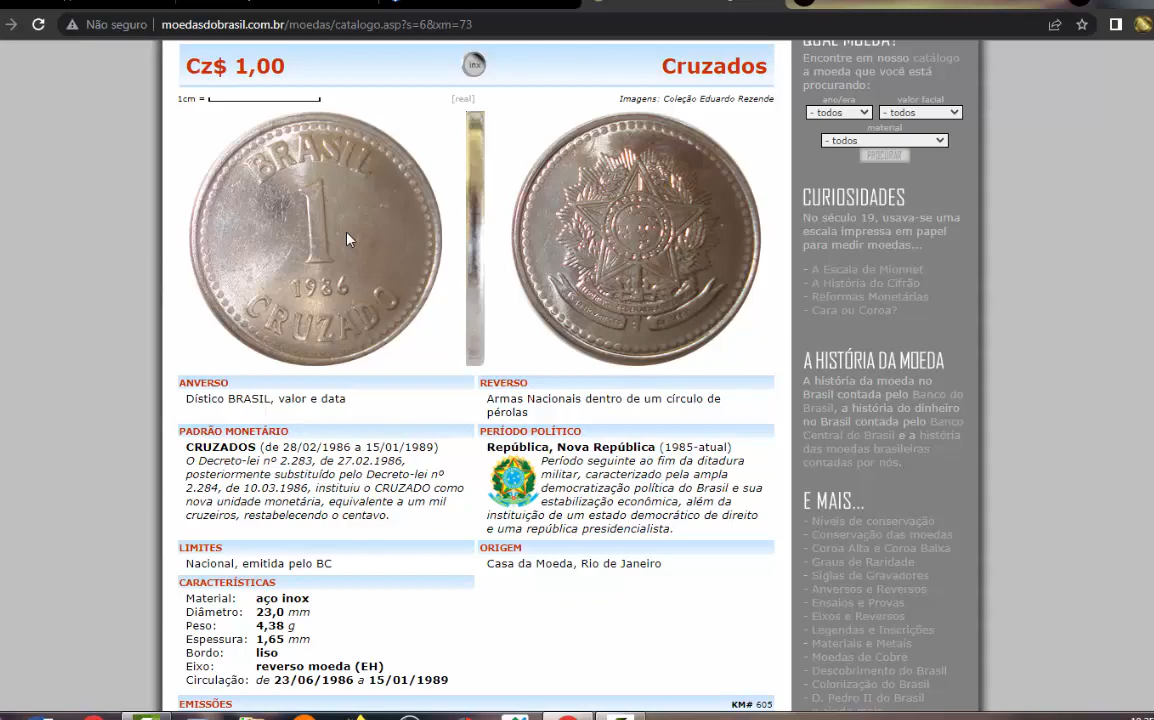 Não seguro
moedasdobrasil.com.br/moedas/catalogo.asp?s=6&xm=73
Cz$ 1,00
inx
Cruzados
1cm =
[real]
Imagens: Coleção Eduardo Rezende
BRASIL
1
1986
CRUZADO
ANVERSO
Dístico BRASIL, valor e data
REVERSO
Armas Nacionais dentro de um círculo de
pérolas
PADRÃO MONETÁRIO
CRUZADOS (de 28/02/1986 a 15/01/1989)
O Decreto-lei nº 2.283, de 27.02.1986,
posteriormente substituído pelo Decreto-lei nº
2.284, de 10.03.1986, instituiu o CRUZADO como
nova unidade monetária, equivalente a um mil
cruzeiros, restabelecendo o centavo.
PERÍODO POLÍTICO
República, Nova República (1985-atual)
Período seguinte ao fim da ditadura
militar, caracterizado pela ampla
democratização política do Brasil e sua
estabilização econômica, além da
instituição de um estado democrático de direito
e uma república presidencialista.
LIMITES
Nacional, emitida pelo BC
ORIGEM
Casa da Moeda, Rio de Janeiro
CARACTERÍSTICAS
Material: aço inox
Diâmetro: 23,0 mm
Peso: 4,38 g
Espessura: 1,65 mm
Bordo: liso
Eixo: reverso moeda (EH)
Circulação: de 23/06/1986 a 15/01/1989
EMISSÕES
KM# 605
QUAL MOEDA?
Encontre em nosso catálogo
a moeda que você está
procurando:
ano/era
valor facial
- todos
- todos
material
- todos
PROCURAR
CURIOSIDADES
No século 19, usava-se uma
escala impressa em papel
para medir moedas...
- A Escala de Mionnet
- A História do Cifrão
- Reformas Monetárias
- Cara ou Coroa?
A HISTÓRIA DA MOEDA
A história da moeda no
Brasil contada pelo Banco do
Brasil, a história do dinheiro
no Brasil contada pelo Banco
Central do Brasil e a história
das moedas brasileiras
contadas por nós.
E MAIS...
- Níveis de conservação
- Conservação das moedas
- Coroa Alta e Coroa Baixa
- Graus de Raridade
- Siglas de Gravadores
- Anversos e Reversos
- Ensaios e Provas
- Eixos e Reversos
- Legendas e Inscrições
- Materiais e Metais
- Moedas de Cobre
- Descobrimento do Brasil
- Colonização do Brasil
- D. Pedro II do Brasil